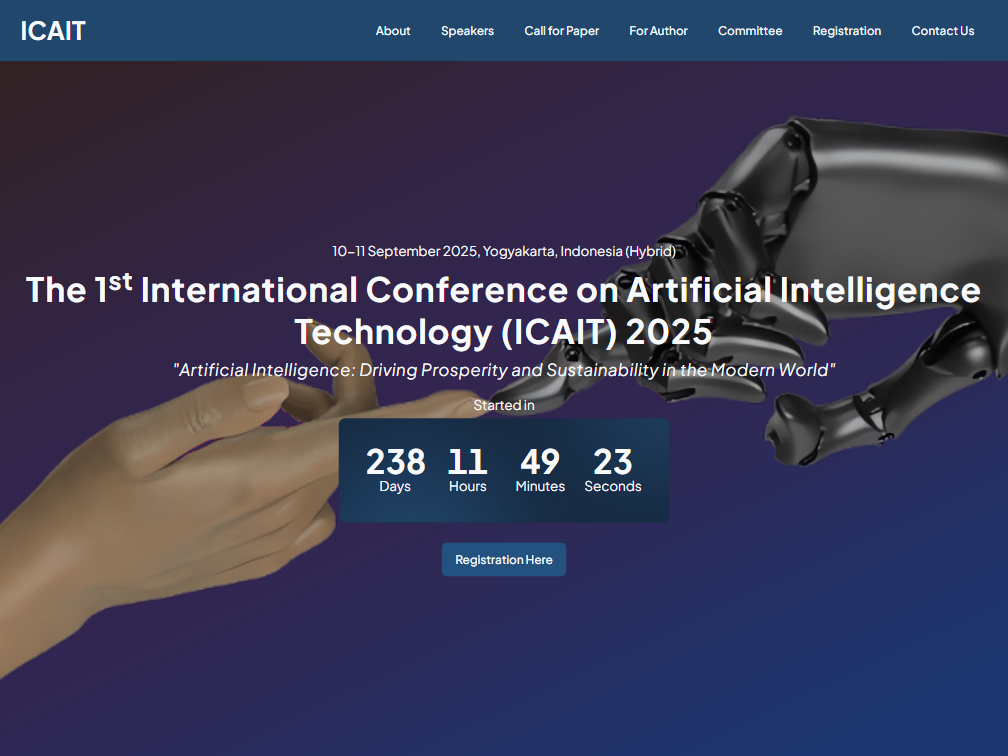 ICAIT
About Speakers Call for Paper For Author Committee Registration Contact Us
10–11 September 2025, Yogyakarta, Indonesia (Hybrid)
The 1st International Conference on Artificial Intelligence
Technology (ICAIT) 2025
"Artificial Intelligence: Driving Prosperity and Sustainability in the Modern World"
Started in
238 11 49 23
Days Hours Minutes Seconds
Registration Here